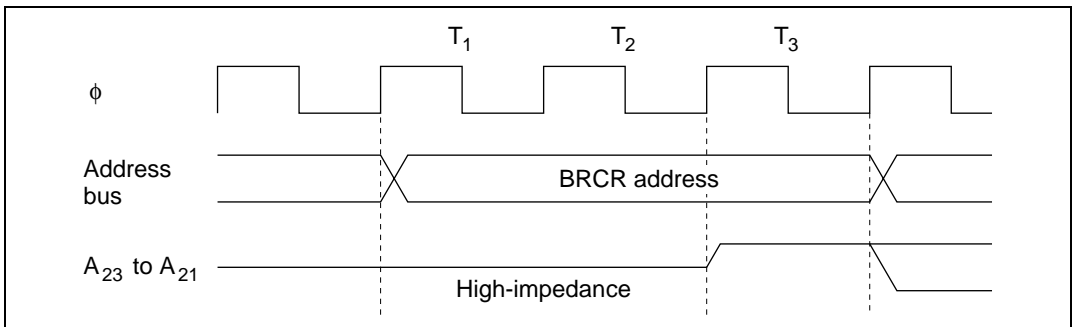 T1 T2 T3
φ
Address
bus
BRCR address
A23 to A21
High-impedance